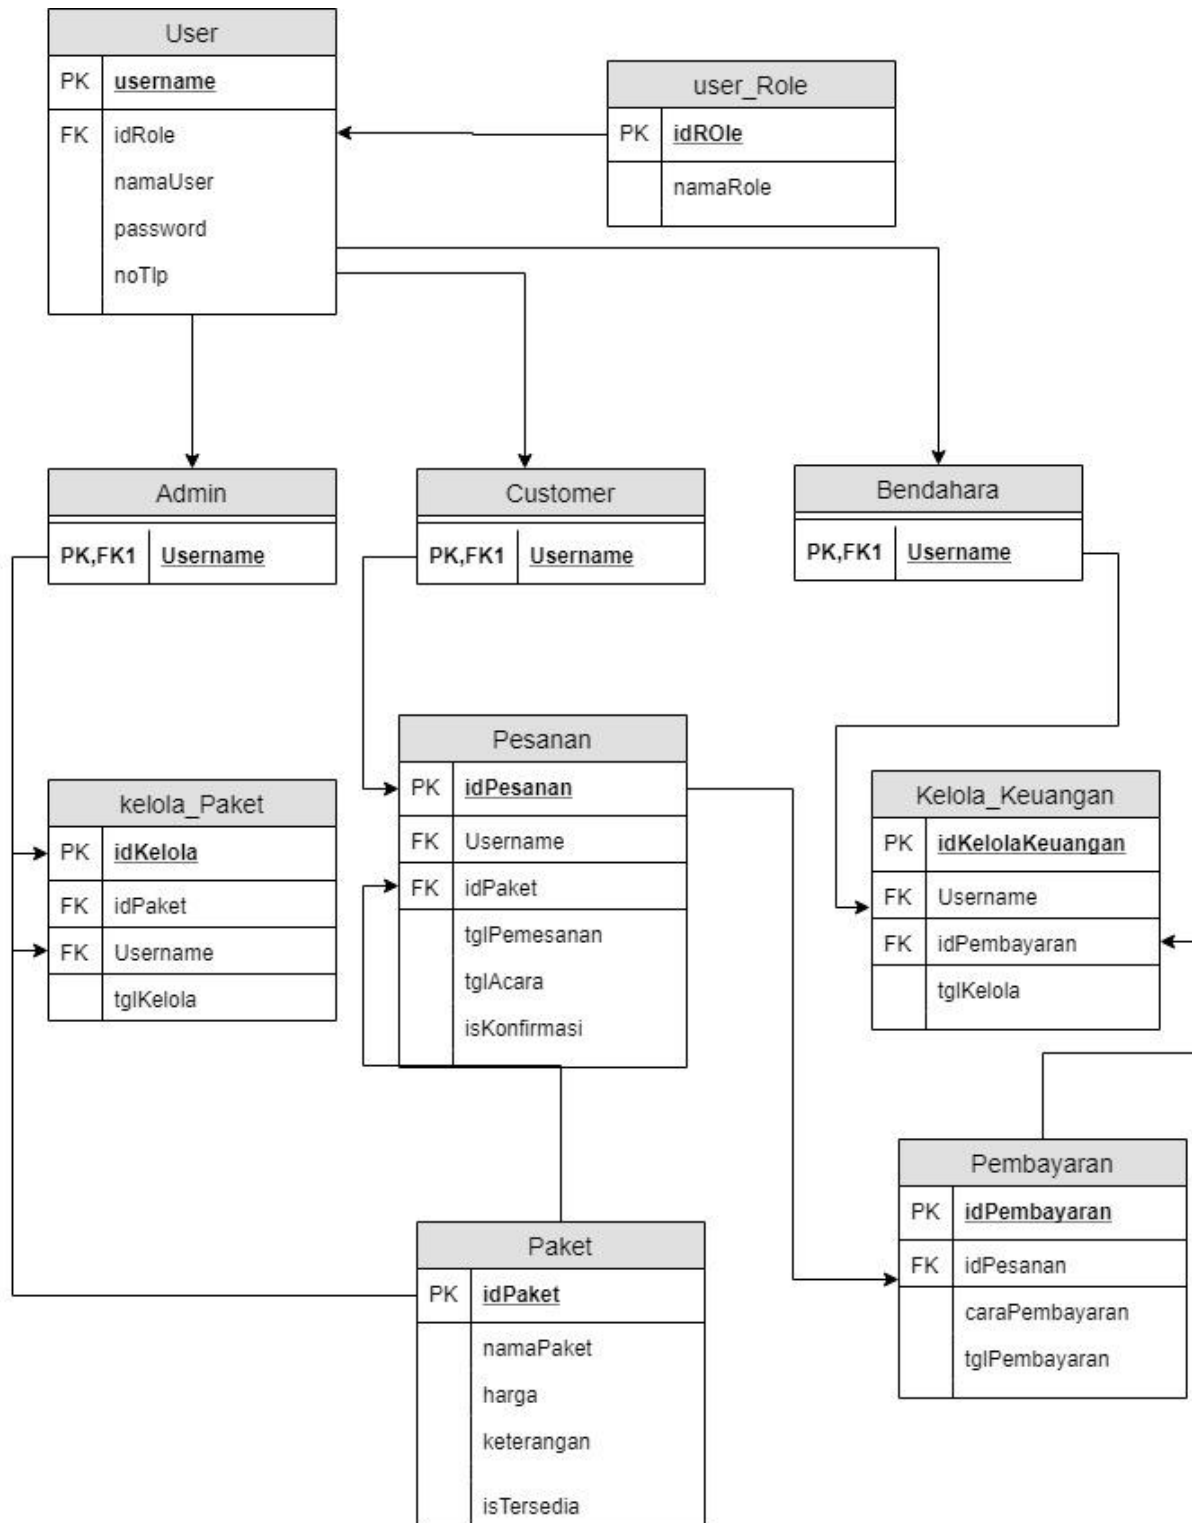 User
PK username
FK idRole
namaUser
password
noTlp
user_Role
PK idROle
namaRole
Admin
PK,FK1 Username
Customer
PK,FK1 Username
Bendahara
PK,FK1 Username
kelola_Paket
PK idKelola
FK idPaket
FK Username
tglKelola
Pesanan
PK idPesanan
FK Username
FK idPaket
tglPemesanan
tglAcara
isKonfirmasi
Kelola_Keuangan
PK idKelolaKeuangan
FK Username
FK idPembayaran
tglKelola
Paket
PK idPaket
namaPaket
harga
keterangan
isTersedia
Pembayaran
PK idPembayaran
FK idPesanan
caraPembayaran
tglPembayaran